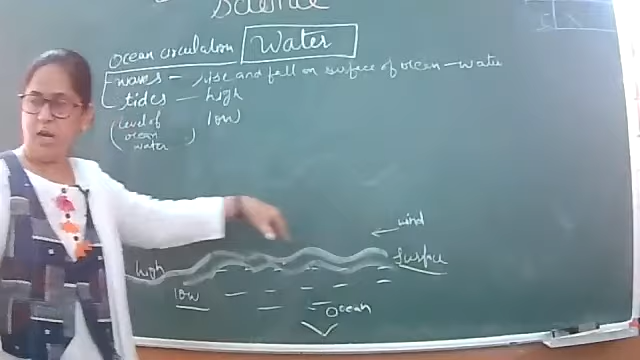 Science
Ocean circulation Water
waves - rise and fall on surface of ocean - water
tides - high
low
(level of
ocean
water)
wind
surface
high
low
Ocean